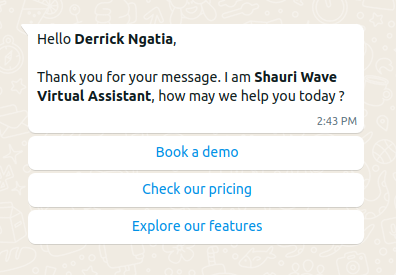 Hello Derrick Ngatia,
Thank you for your message. I am Shauri Wave
Virtual Assistant, how may we help you today ?
2:43 PM
Book a demo
Check our pricing
Explore our features